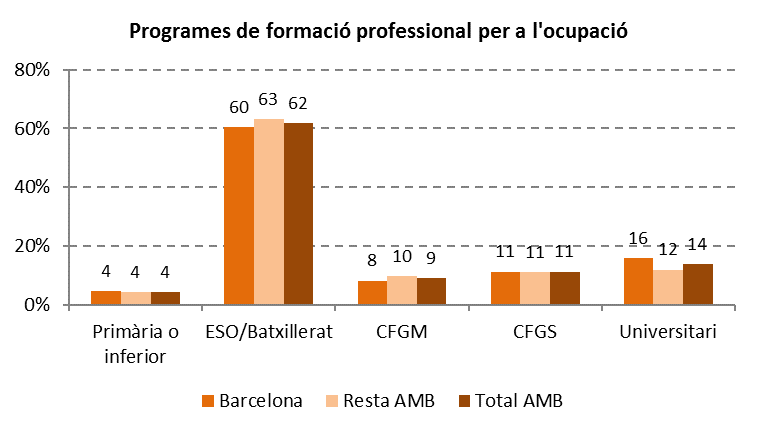 Programes de formació professional per a l'ocupació
80%
60%
40%
20%
0%
4 4 4
60 63 62
8 10 9
11 11 11
16 12 14
Primària o
inferior
ESO/Batxillerat
CFGM
CFGS
Universitari
Barcelona Resta AMB Total AMB